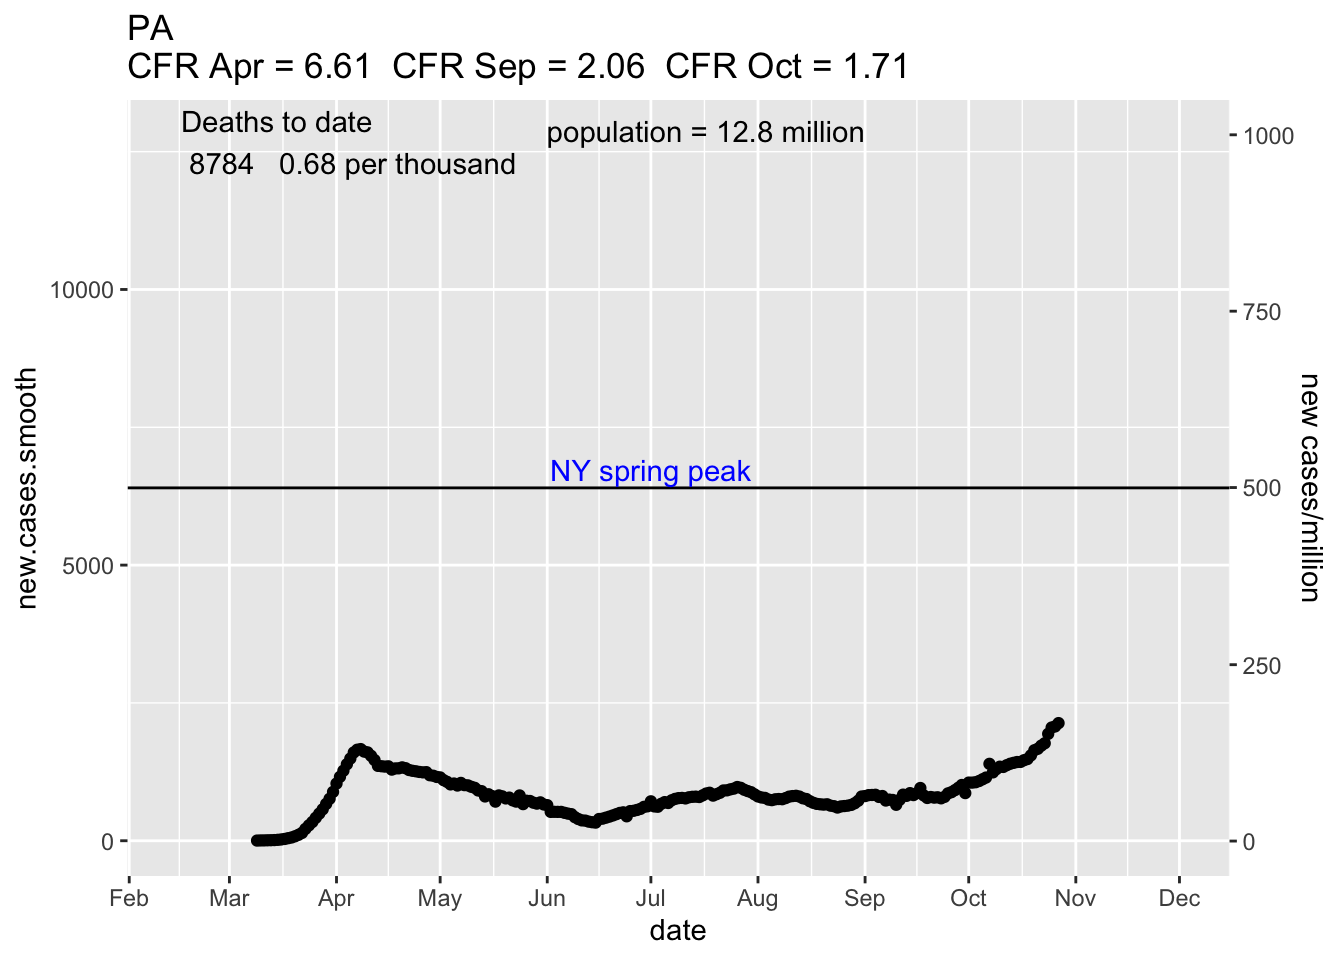 PA
CFR Apr = 6.61 CFR Sep = 2.06 CFR Oct = 1.71
Deaths to date
8784 0.68 per thousand
population = 12.8 million
NY spring peak
new.cases.smooth
10000
5000
0
new cases/million
1000
750
500
250
0
Feb Mar Apr May Jun Jul Aug Sep Oct Nov Dec
date